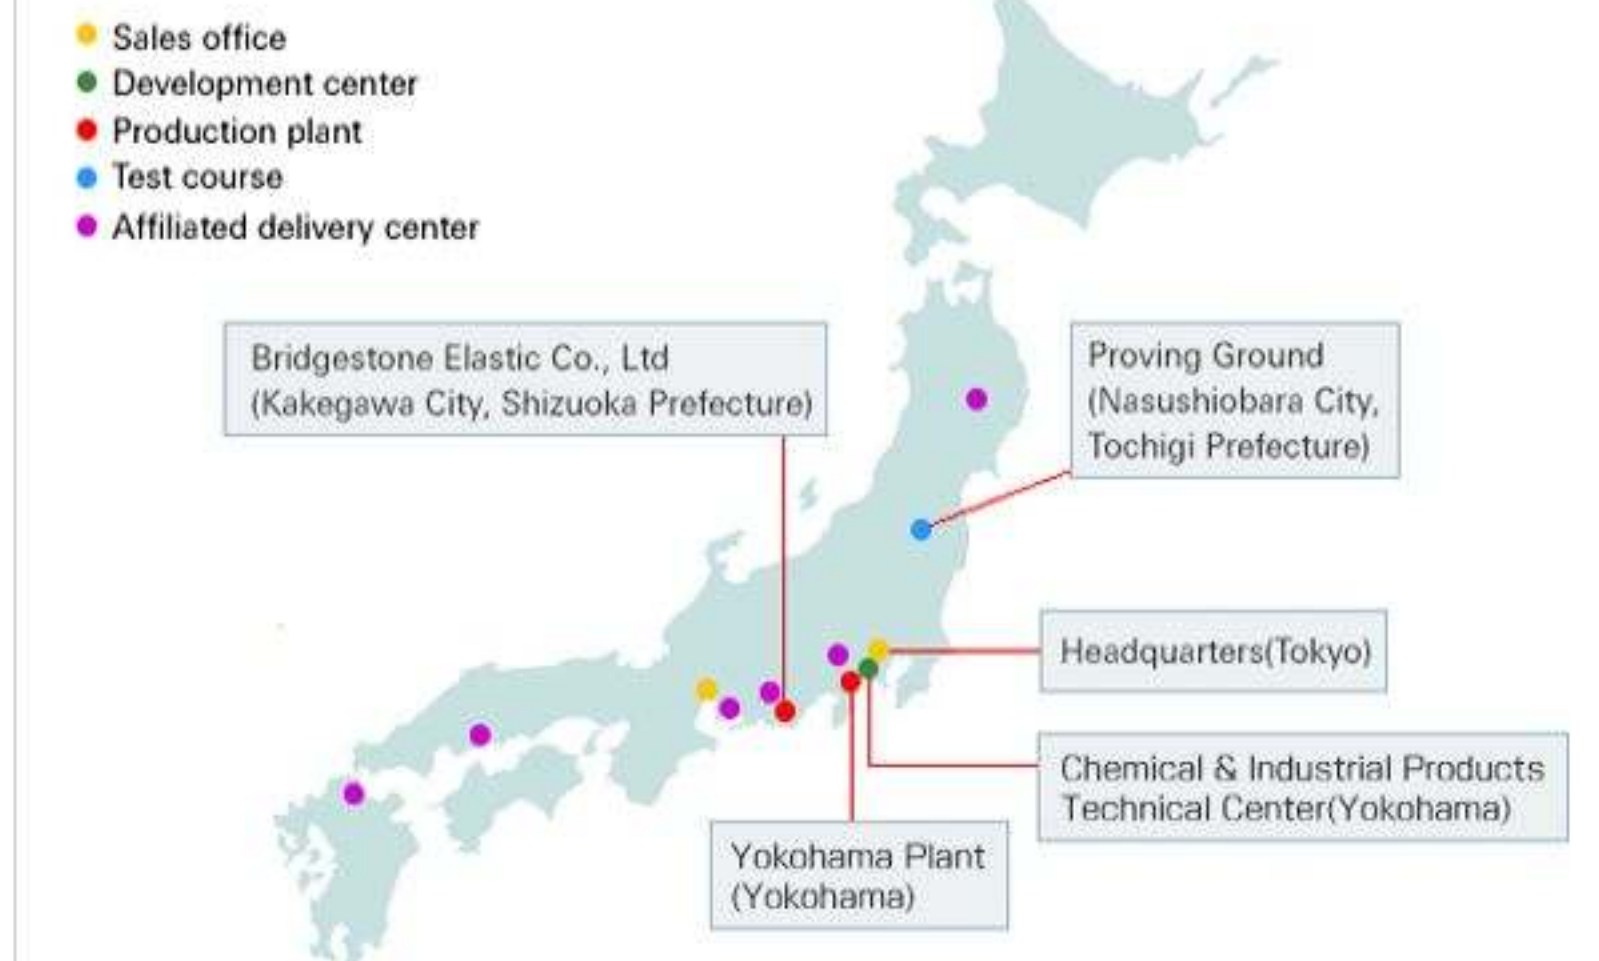 Sales office
Development center
Production plant
Test course
Affiliated delivery center
Bridgestone Elastic Co., Ltd
(Kakegawa City, Shizuoka Prefecture)
Proving Ground
(Nasushiobara City,
Tochigi Prefecture)
Headquarters(Tokyo)
Chemical & Industrial Products
Technical Center(Yokohama)
Yokohama Plant
(Yokohama)